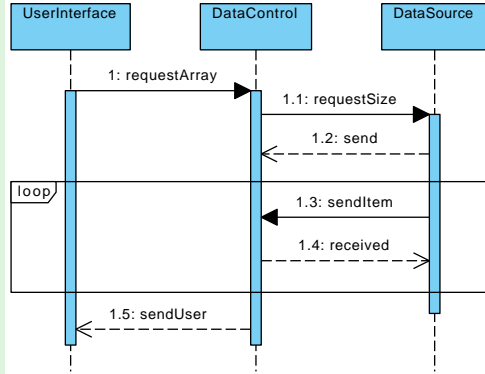 UserInterface
DataControl
DataSource
1: requestArray
1.1: requestSize
1.2: send
loop
1.3: sendItem
1.4: received
1.5: sendUser